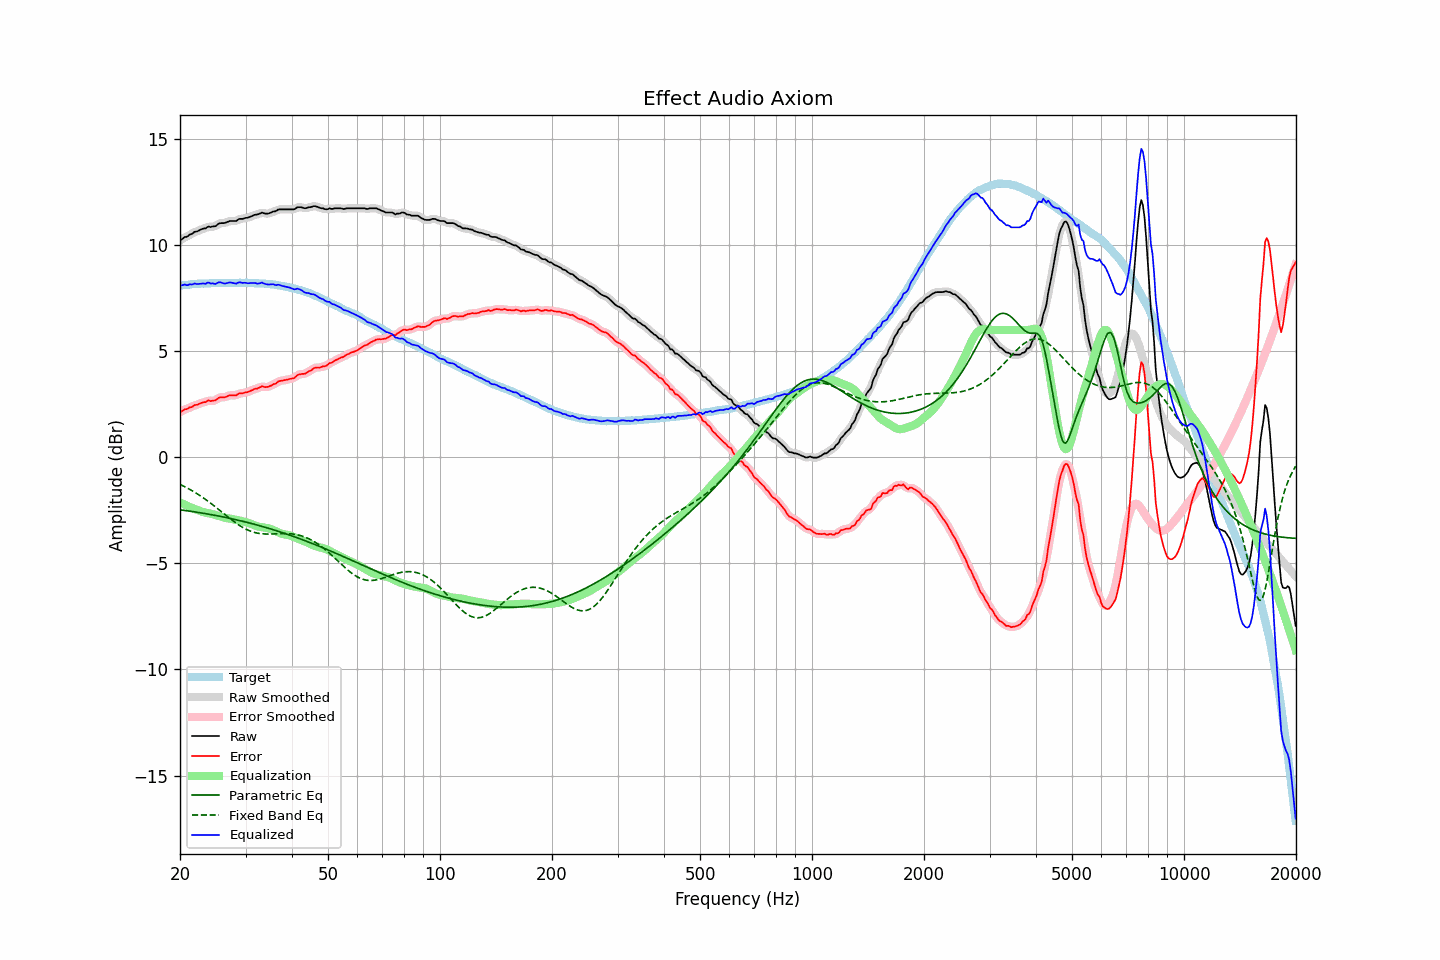 Effect Audio Axiom
Amplitude (dBr)
15
10
5
0
−5
−10
−15
Target
Raw Smoothed
Error Smoothed
Raw
Error
Equalization
Parametric Eq
Fixed Band Eq
Equalized
20 50 100 200 500 1000 2000 5000 10000 20000
Frequency (Hz)